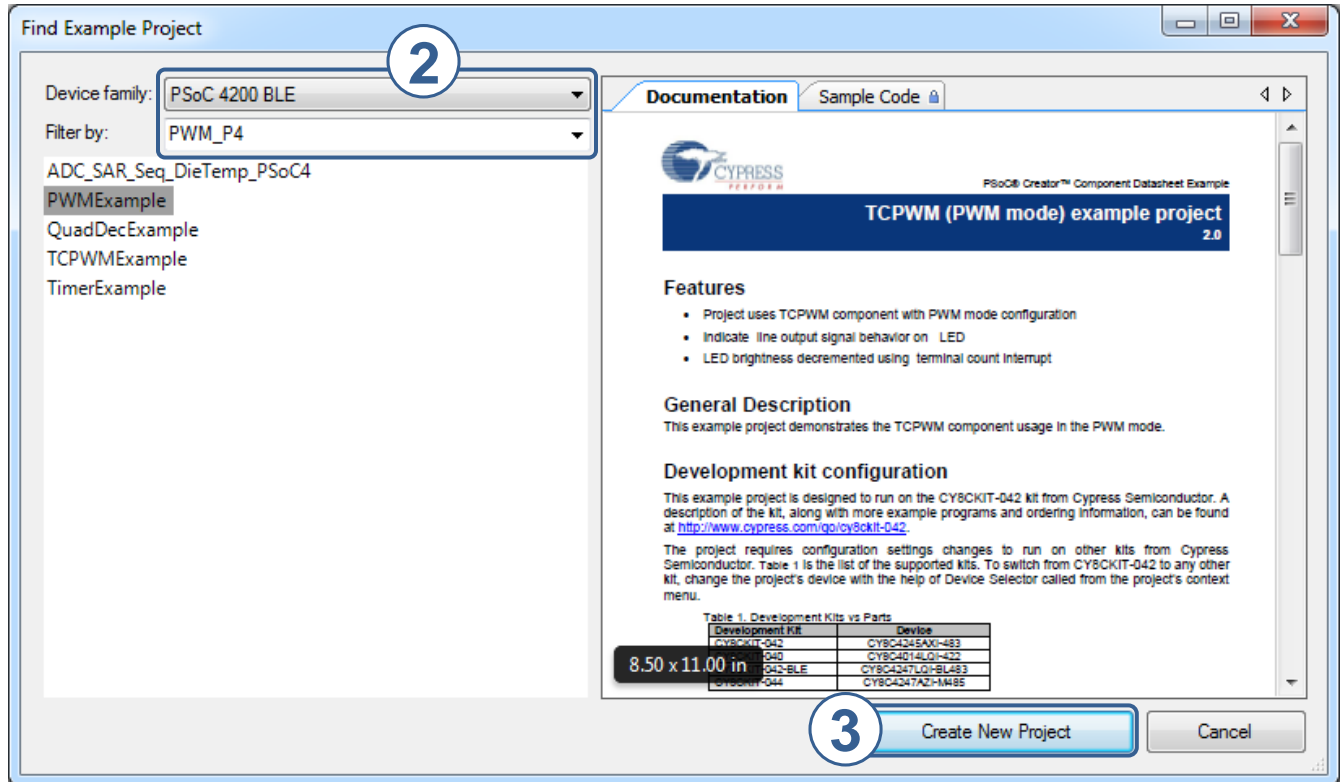 Find Example Project
2
Device family: PSoC 4200 BLE
Filter by: PWM_P4
ADC_SAR_Seq_DieTemp_PSoC4
PWMExample
QuadDecExample
TCPWMExample
TimerExample
Documentation Sample Code
CYPRESS
PERFORM
PSoC® Creator™ Component Datasheet Example
TCPWM (PWM mode) example project
2.0
Features
• Project uses TCPWM component with PWM mode configuration
• Indicate line output signal behavior on LED
• LED brightness decremented using terminal count interrupt
General Description
This example project demonstrates the TCPWM component usage in the PWM mode.
Development kit configuration
This example project is designed to run on the CY8CKIT-042 kit from Cypress Semiconductor. A
description of the kit, along with more example programs and ordering information, can be found
at http://www.cypress.com/go/cy8ckit-042.
The project requires configuration settings changes to run on other kits from Cypress
Semiconductor. Table 1 is the list of the supported kits. To switch from CY8CKIT-042 to any other
kit, change the project's device with the help of Device Selector called from the project's context
menu.
Table 1. Development Kits vs Parts
Development Kit Device
CY8CKIT-042 CY8C4245AXI-483
-040 CY8C4014LQI-422
-042-BLE CY8C4247LQI-BL483
CY8CKIT-044 CY8C4247AZI-M485
8.50 x 11.00 in
3
Create New Project
Cancel